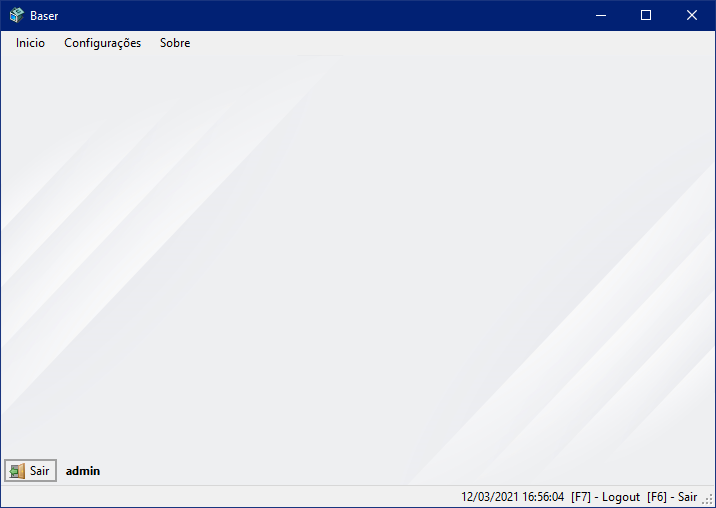 Baser
Inicio Configurações Sobre
Sair admin
12/03/2021 16:56:04 [F7] - Logout [F6] - Sair